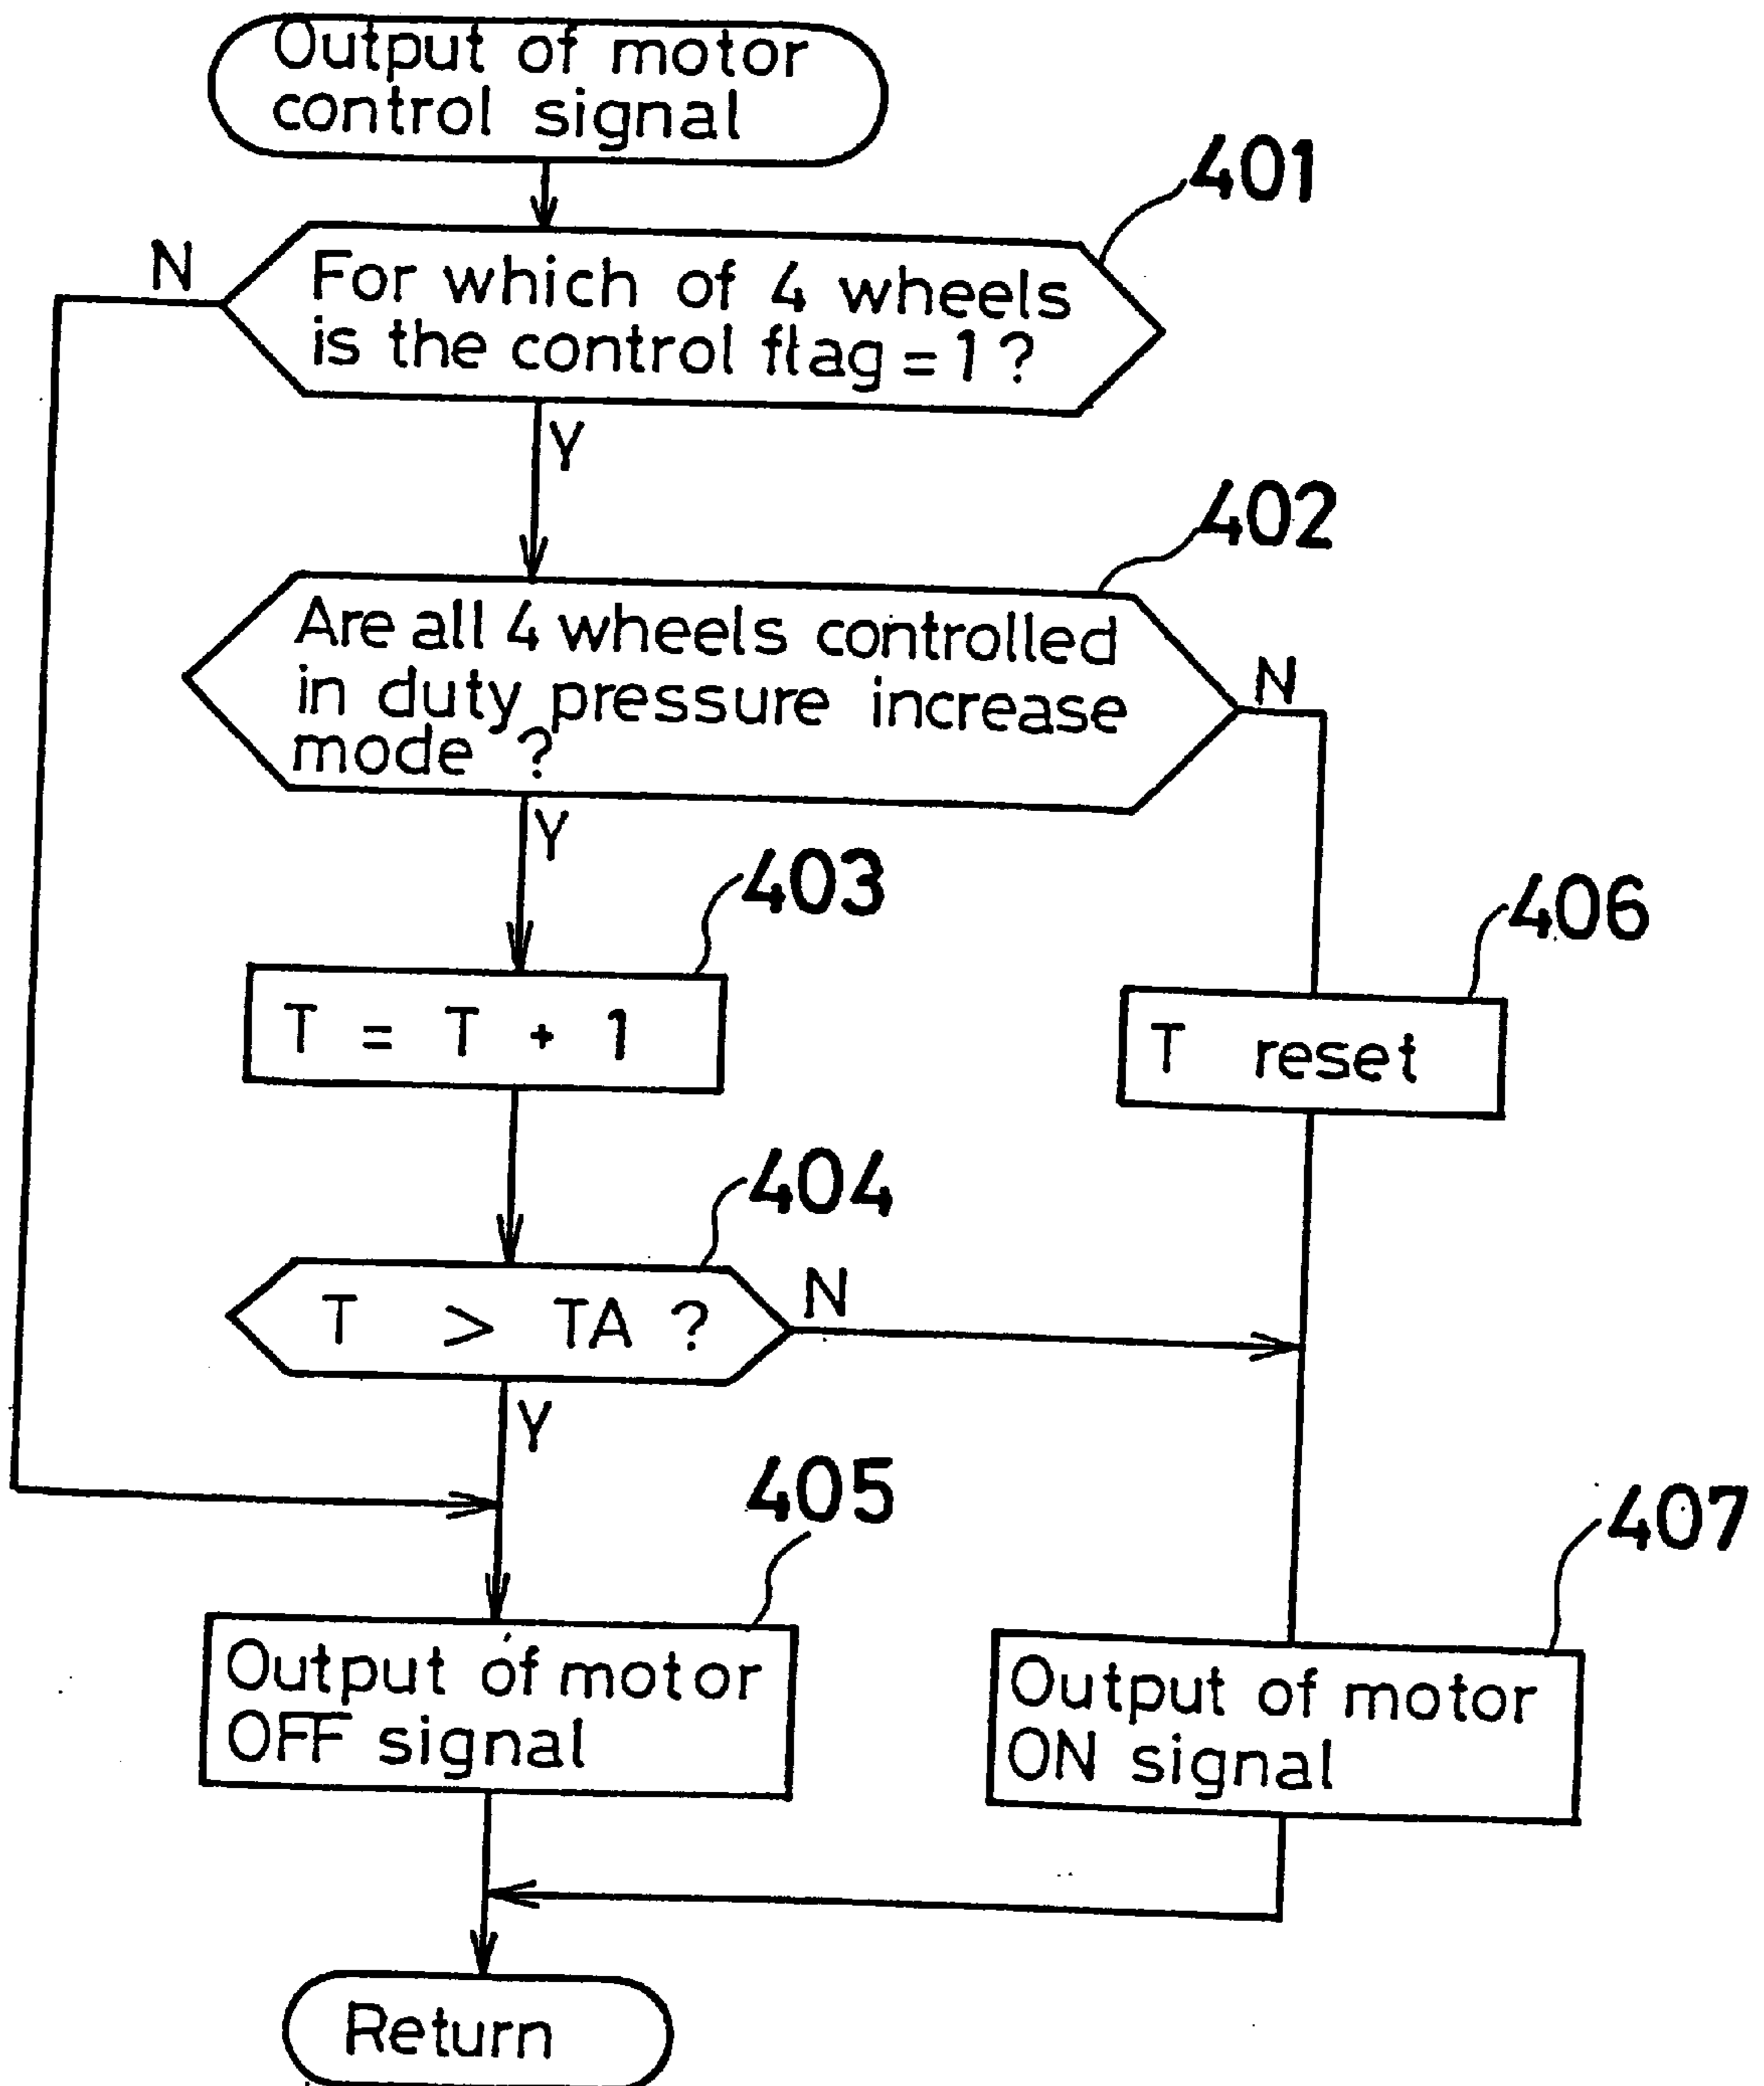 Output of motor
control signal
401
N
For which of 4 wheels
is the control flag = 1 ?
Y
402
Are all 4 wheels controlled
in duty pressure increase
mode ?
N
Y
403
T = T + 1
406
T reset
404
T > TA ?
N
Y
405
Output of motor
OFF signal
407
Output of motor
ON signal
Return